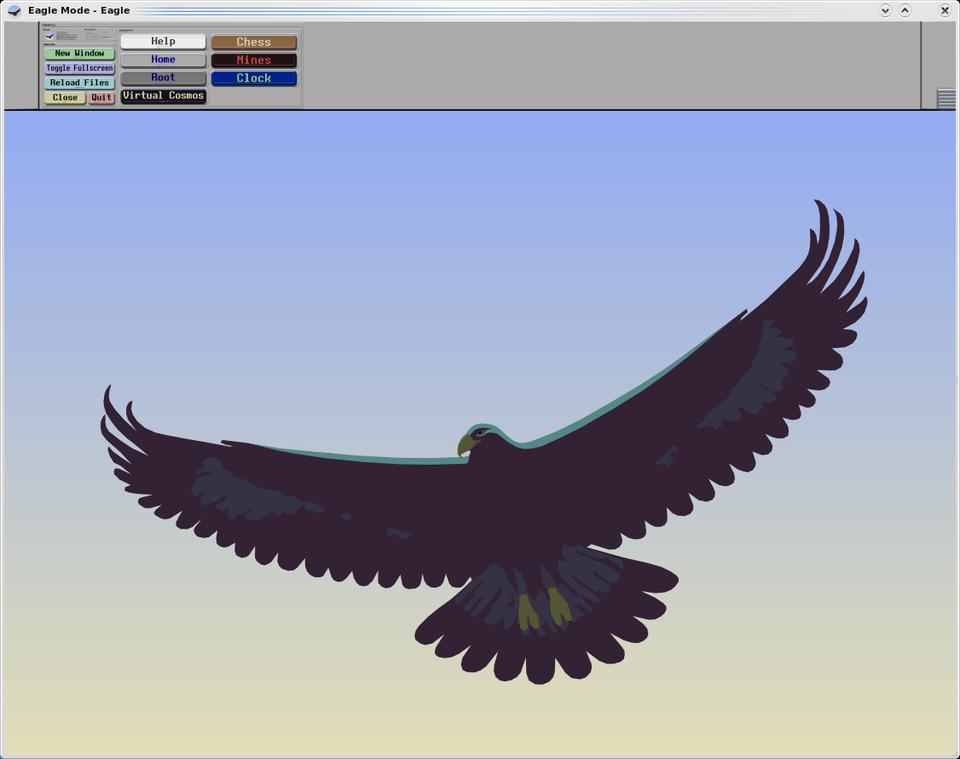 Eagle Mode - Eagle
New Window
Toggle Fullscreen
Reload Files
Close
Quit
Help
Home
Root
Virtual Cosmos
Chess
Mines
Clock